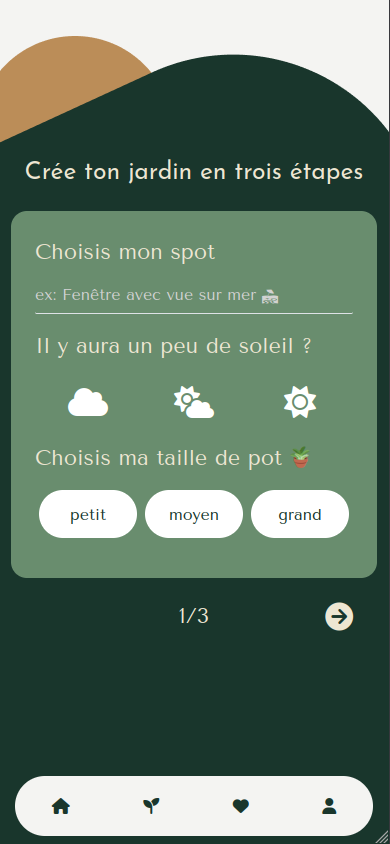 Crée ton jardin en trois étapes
Choisis mon spot
ex: Fenêtre avec vue sur mer
Il y aura un peu de soleil ?
Choisis ma taille de pot 🪴
petit
moyen
grand
1/3